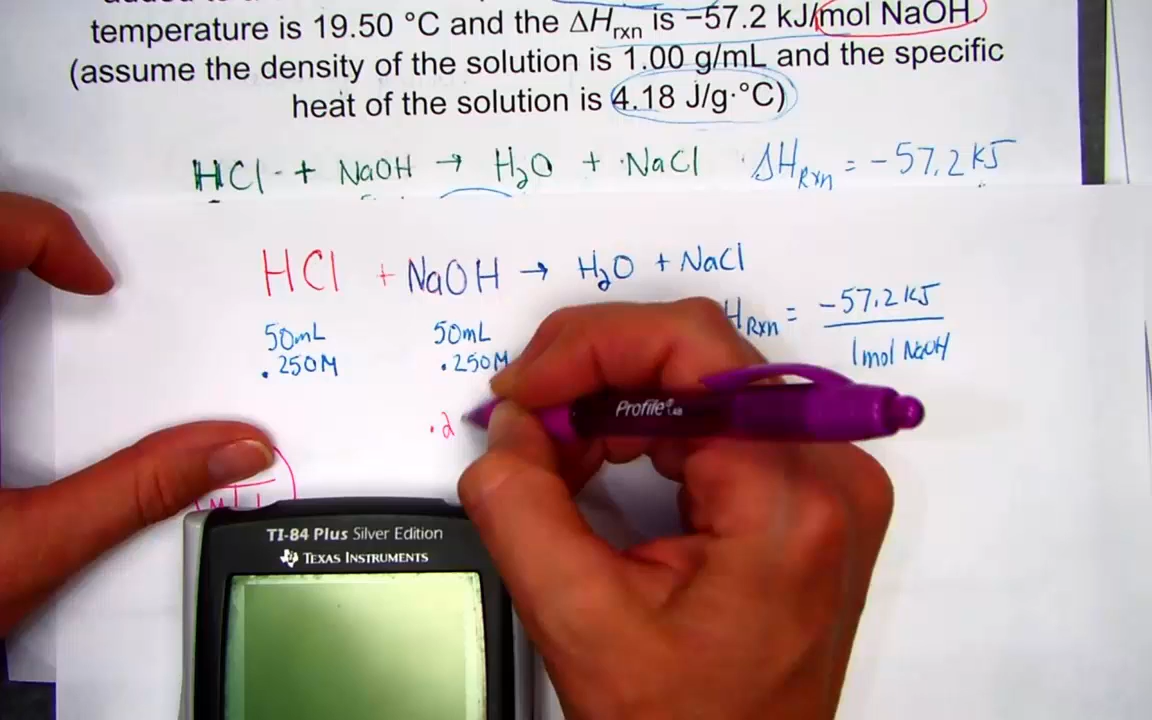 temperature is 19.50 °C and the ΔHrxn is −57.2 kJ/mol NaOH.
(assume the density of the solution is 1.00 g/mL and the specific
heat of the solution is 4.18 J/g·°C)
HCl + NaOH → H2O + NaCl ΔHRxn = -57.2 kJ
HCl + NaOH → H2O + NaCl
HRxn = -57.2 kJ
1 mol NaOH
50mL 50mL
.250M .250M
.2
Profile
TI-84 Plus Silver Edition
TEXAS INSTRUMENTS